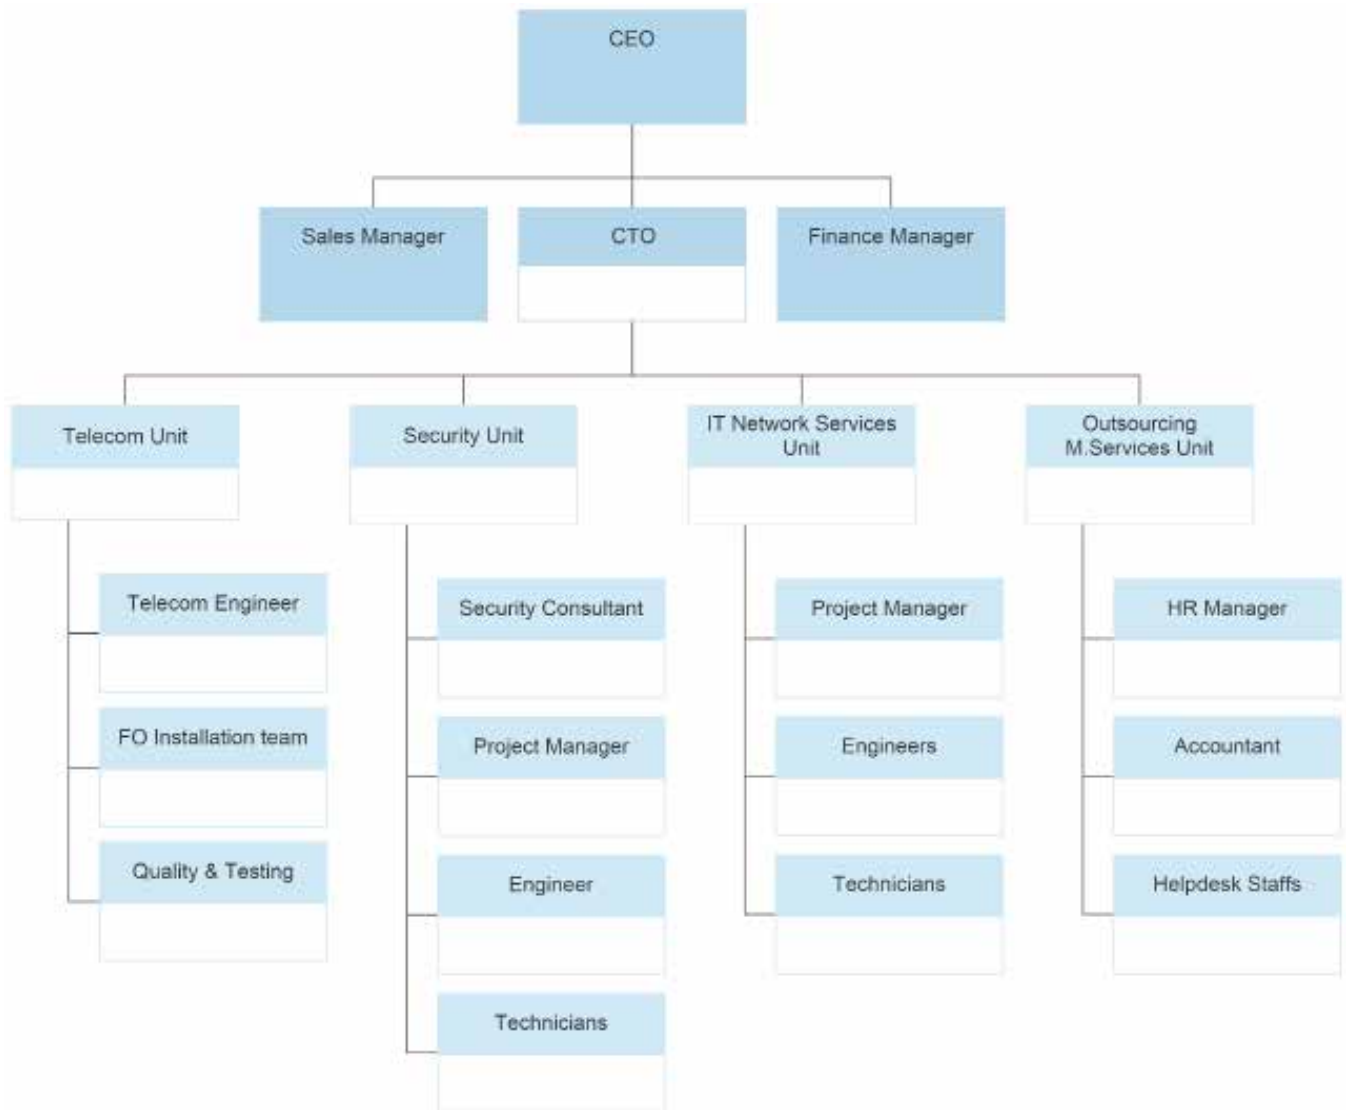 CEO
Sales Manager
CTO
Finance Manager
Telecom Unit
Security Unit
IT Network Services
Unit
Outsourcing
M.Services Unit
Telecom Engineer
FO Installation team
Quality & Testing
Security Consultant
Project Manager
Engineer
Technicians
Project Manager
Engineers
Technicians
HR Manager
Accountant
Helpdesk Staffs